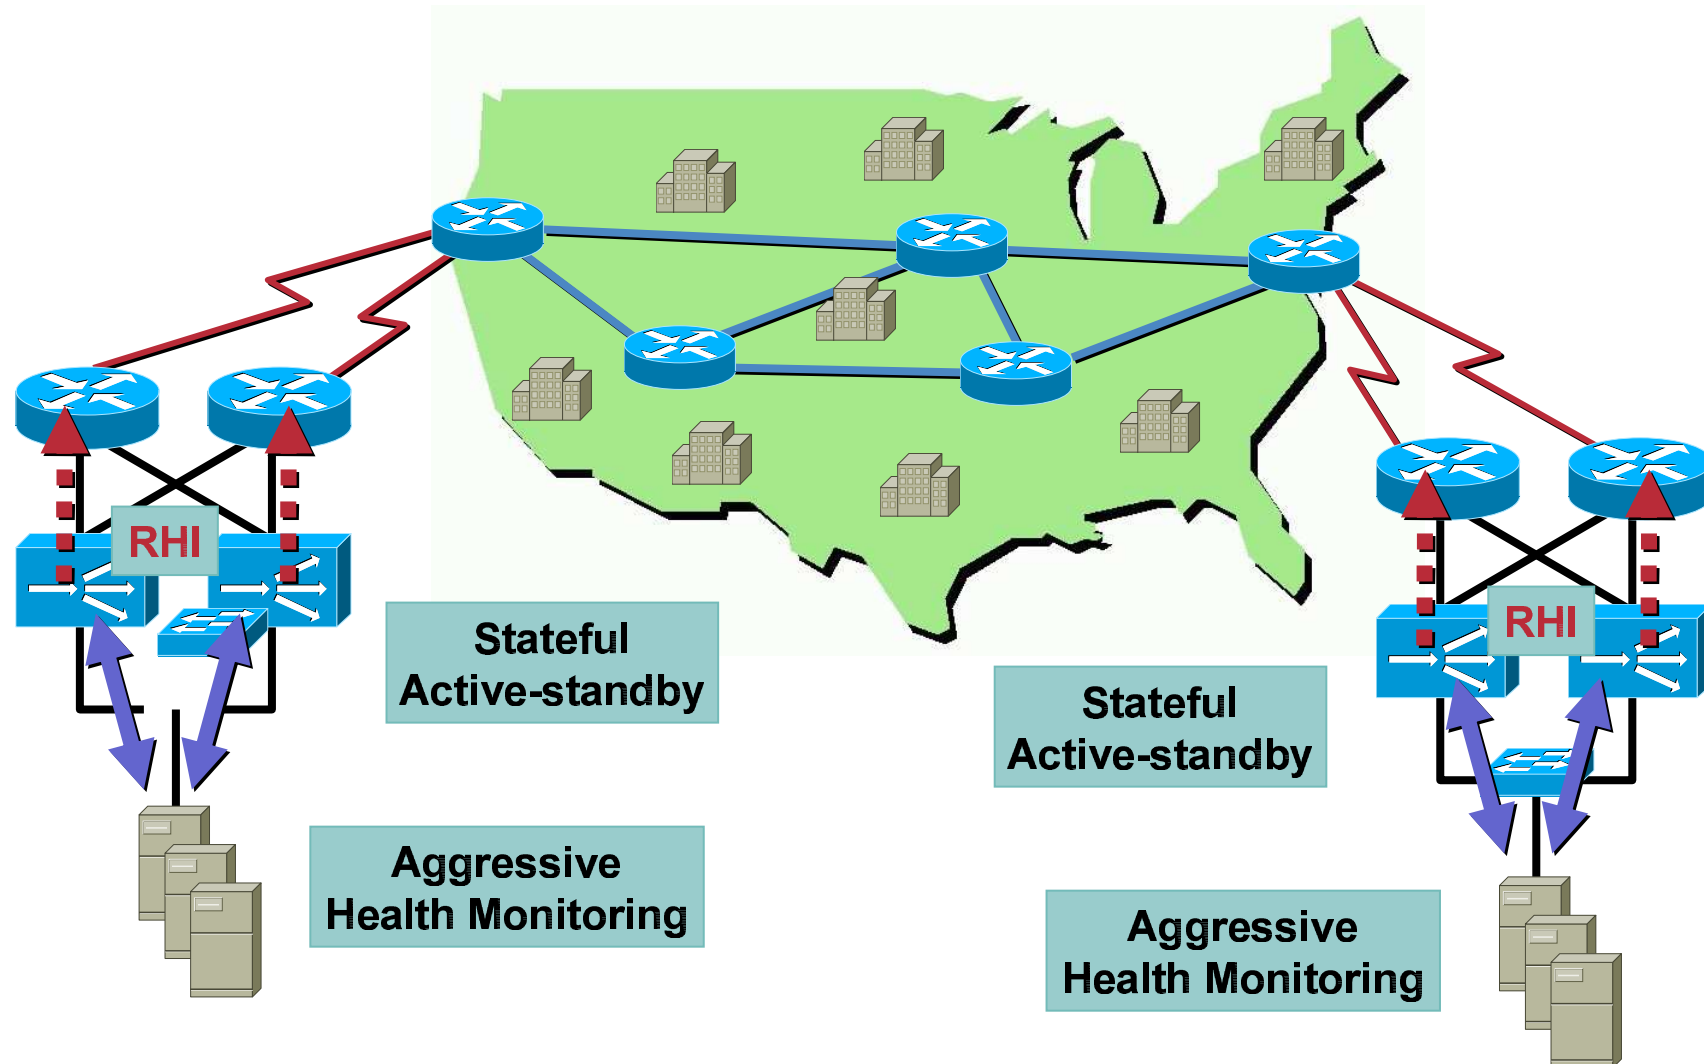 RHI
Stateful
Active-standby
Aggressive
Health Monitoring
RHI
Stateful
Active-standby
Aggressive
Health Monitoring